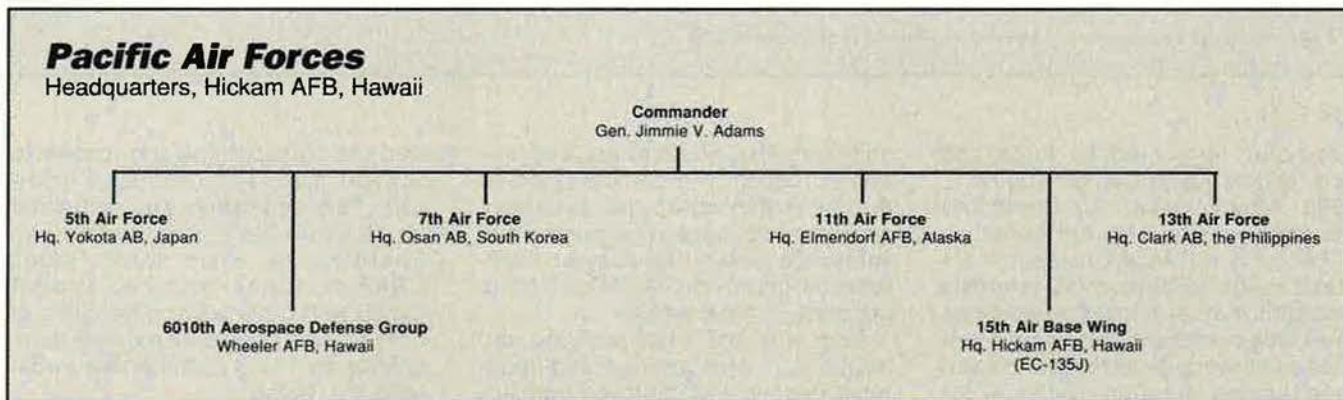 Pacific Air Forces
Headquarters, Hickam AFB, Hawaii
Commander
Gen. Jimmie V. Adams
5th Air Force
Hq. Yokota AB, Japan
7th Air Force
Hq. Osan AB, South Korea
11th Air Force
Hq. Elmendorf AFB, Alaska
13th Air Force
Hq. Clark AB, the Philippines
6010th Aerospace Defense Group
Wheeler AFB, Hawaii
15th Air Base Wing
Hq. Hickam AFB, Hawaii
(EC-135J)